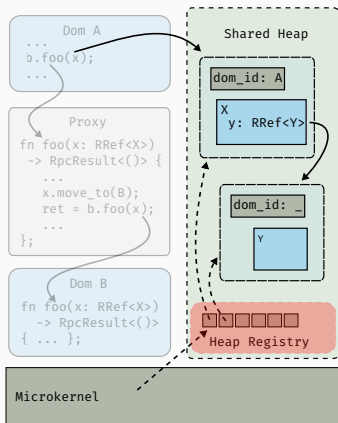 Dom A
...
b.foo(x);
...
Proxy
fn foo(x: RRef<X>)
-> RpcResult<()> {
...
x.move_to(B);
ret = b.foo(x);
...
};
Dom B
fn foo(x: RRef<X>)
-> RpcResult<()>
{ ... };
Shared Heap
dom_id: A
X
y: RRef<Y>
dom_id: _
Y
Heap Registry
Microkernel